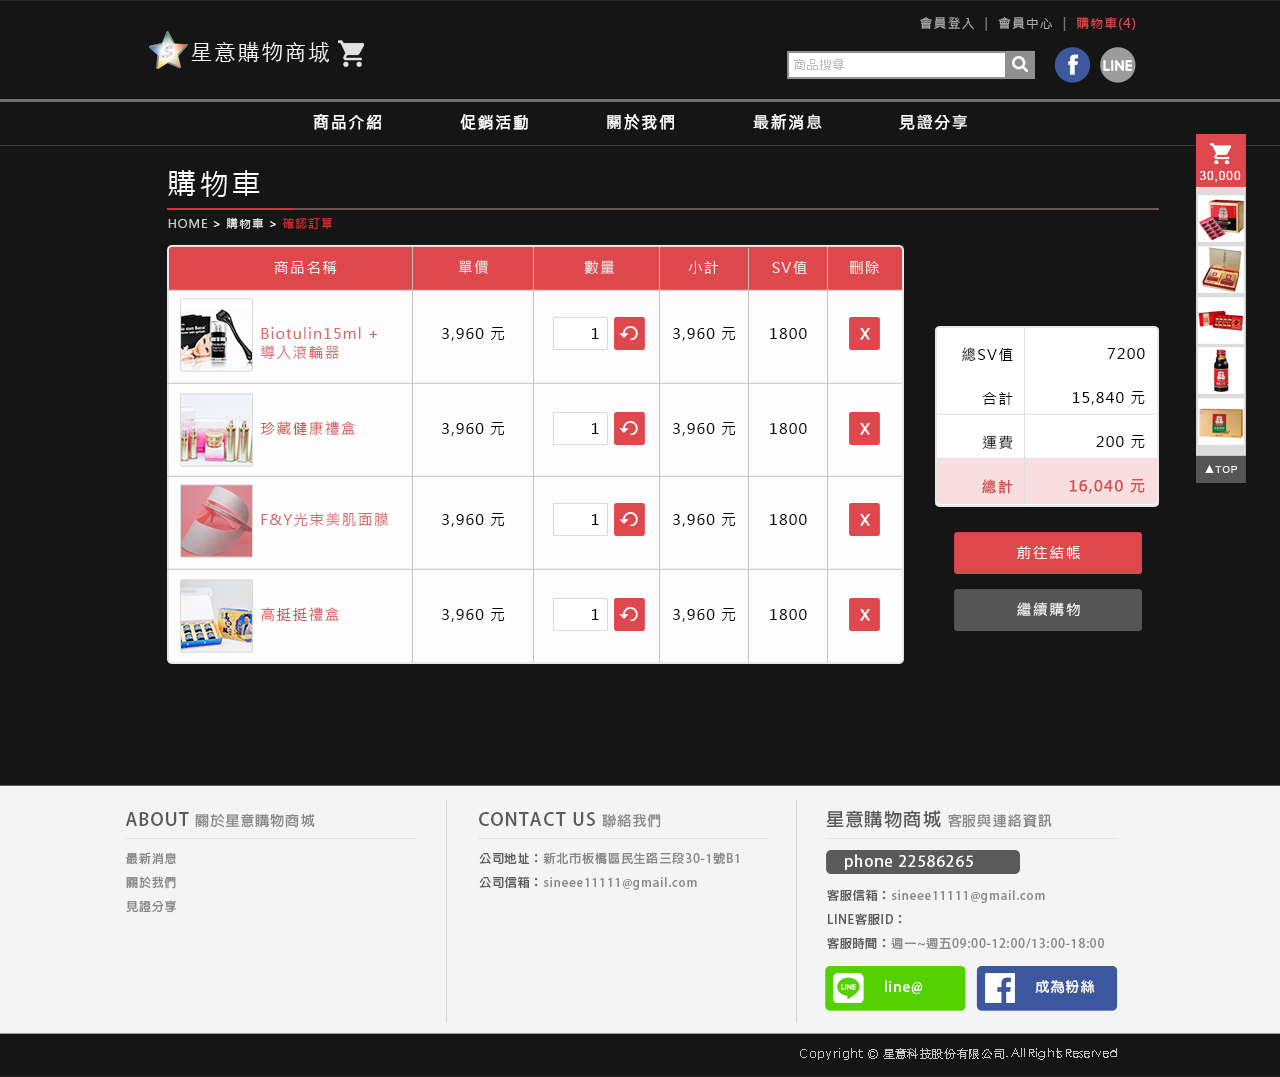 會員登入 | 會員中心 | 購物車(4)
星意購物商城
商品搜尋
f
LINE
商品介紹 促銷活動 關於我們 最新消息 見證分享
30,000
購物車
HOME > 購物車 > 確認訂單
商品名稱 單價 數量 小計 SV值 刪除
Biotulin15ml +
導入滾輪器
3,960 元 1 3,960 元 1800 X
珍藏健康禮盒 3,960 元 1 3,960 元 1800 X
F&Y光束美肌面膜 3,960 元 1 3,960 元 1800 X
高挺挺禮盒 3,960 元 1 3,960 元 1800 X
總SV值 7200
合計 15,840 元
運費 200 元
總計 16,040 元
▲TOP
前往結帳
繼續購物
ABOUT 關於星意購物商城
最新消息
關於我們
見證分享
CONTACT US 聯絡我們
公司地址：新北市板橋區民生路三段30-1號B1
公司信箱：sineee11111@gmail.com
星意購物商城 客服與連絡資訊
phone 22586265
客服信箱：sineee11111@gmail.com
LINE客服ID：
客服時間：週一~週五09:00-12:00/13:00-18:00
LINE line@
成為粉絲
Copyright © 星意科技股份有限公司. All Rights Reserved